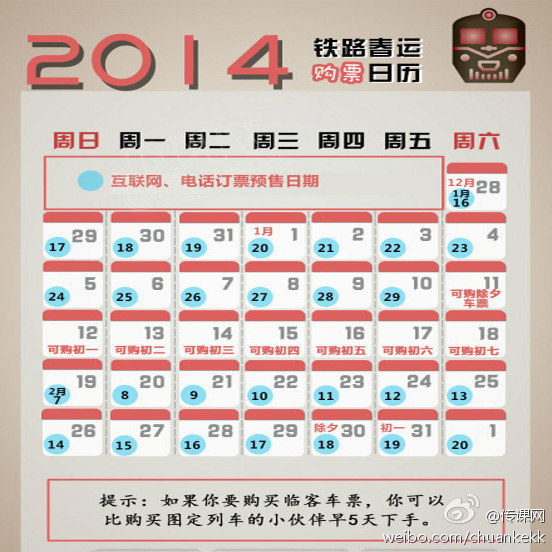 2014 铁路春运
购票日历
周日 周一 周二 周三 周四 周五 周六
互联网、电话订票预售日期
12月 28
1月 16
29 30 31 1月 1 2 3 4
17 18 19 20 21 22 23
5 6 7 8 9 10 11
24 25 26 27 28 29 可购除夕车票
12 13 14 15 16 17 18
可购初一 可购初二 可购初三 可购初四 可购初五 可购初六 可购初七
19 20 21 22 23 24 25
2月 7 8 9 10 11 12 13
26 27 28 29 除夕 30 初一 31 1
14 15 16 17 18 19 20
提示：如果你要购买临客车票，你可以
比购买图定列车的小伙伴早5天下手。
@传课网
weibo.com/chuankekk